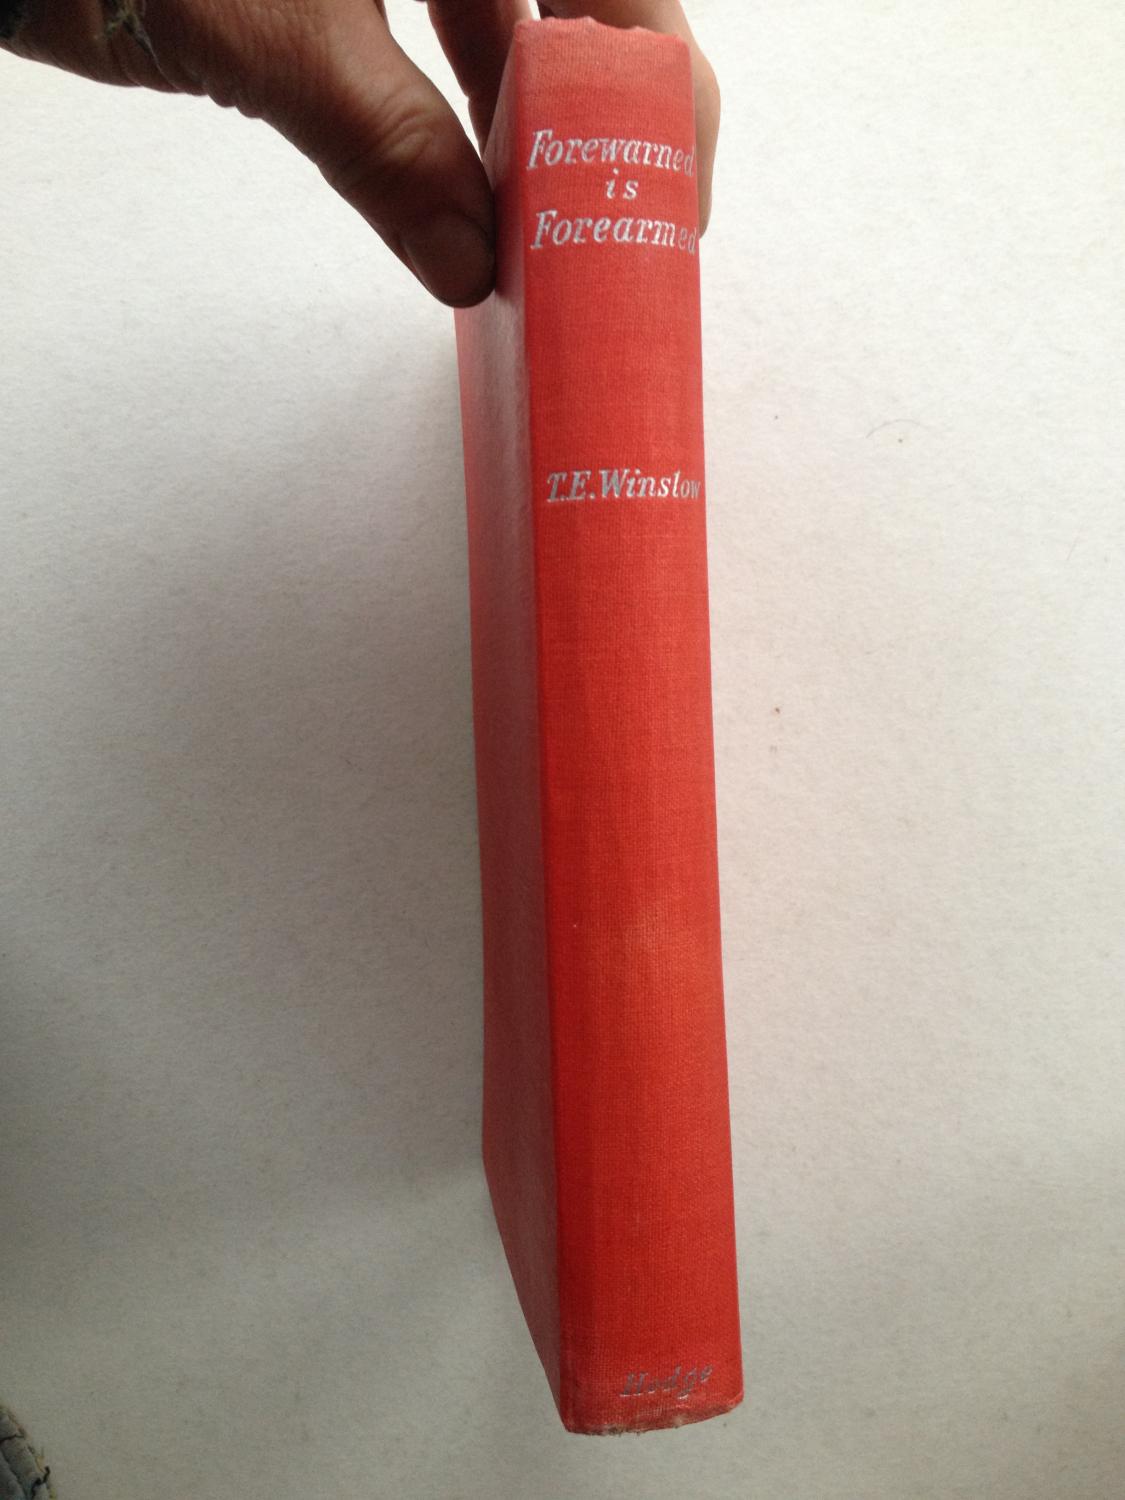 Forewarned
is
Forearmed
T.E.Winslow
Hodge